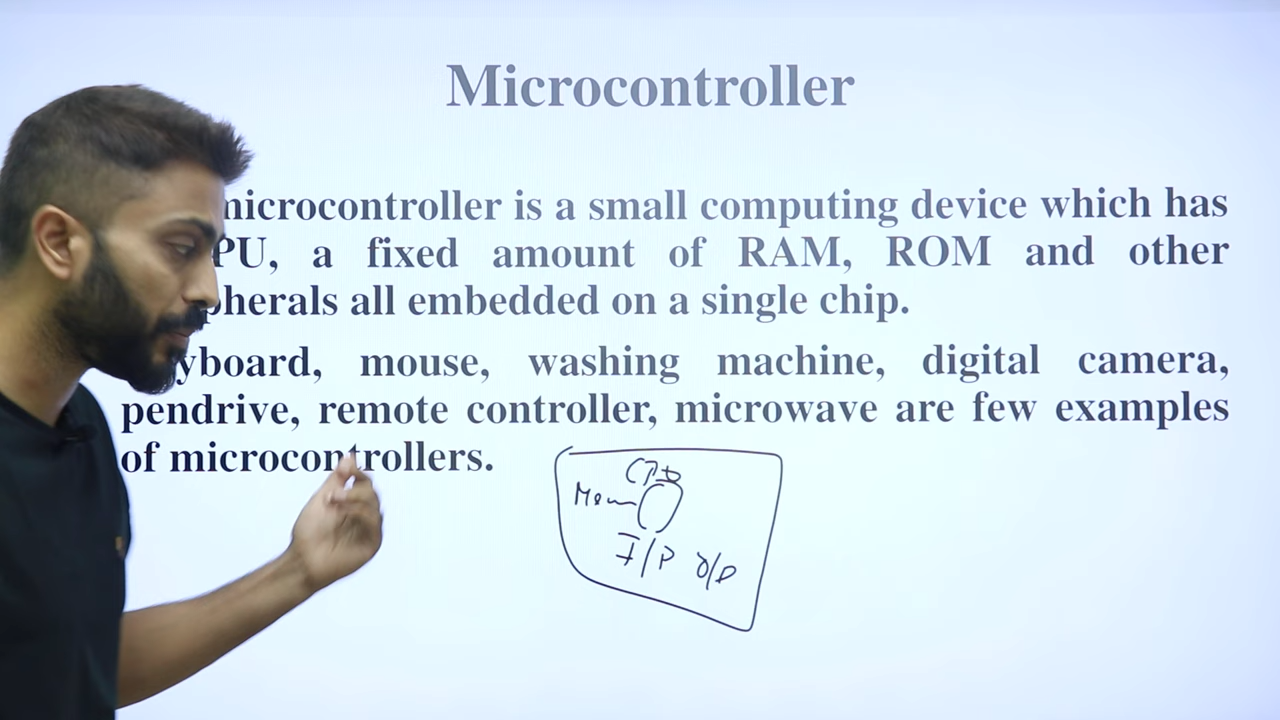 Microcontroller
microcontroller is a small computing device which has
PU, a fixed amount of RAM, ROM and other
pherals all embedded on a single chip.
yboard, mouse, washing machine, digital camera,
pendrive, remote controller, microwave are few examples
of microcontrollers.
CPU
Mem
I/P O/P